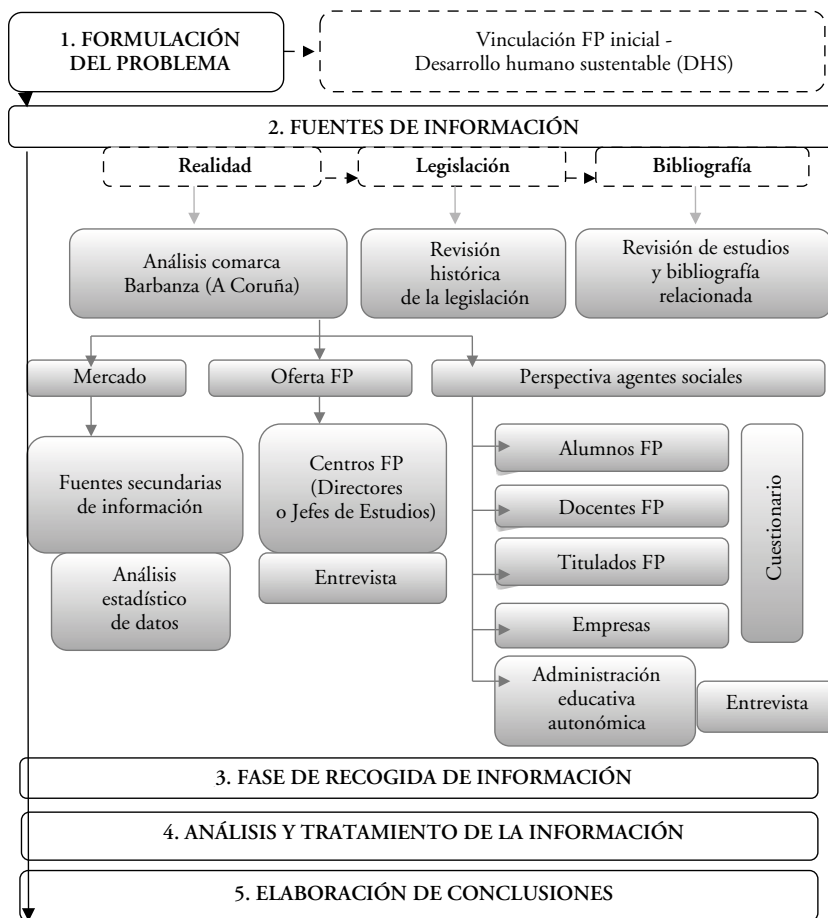 1. FORMULACIÓN
DEL PROBLEMA
Vinculación FP inicial -
Desarrollo humano sustentable (DHS)
2. FUENTES DE INFORMACIÓN
Realidad
Legislación
Bibliografía
Análisis comarca
Barbanza (A Coruña)
Revisión
histórica
de la legislación
Revisión de estudios
y bibliografía
relacionada
Mercado
Oferta FP
Perspectiva agentes sociales
Fuentes secundarias
de información
Análisis
estadístico
de datos
Centros FP
(Directores
o Jefes de Estudios)
Entrevista
Alumnos FP
Docentes FP
Titulados FP
Empresas
Cuestionario
Administración
educativa
autonómica
Entrevista
3. FASE DE RECOGIDA DE INFORMACIÓN
4. ANÁLISIS Y TRATAMIENTO DE LA INFORMACIÓN
5. ELABORACIÓN DE CONCLUSIONES